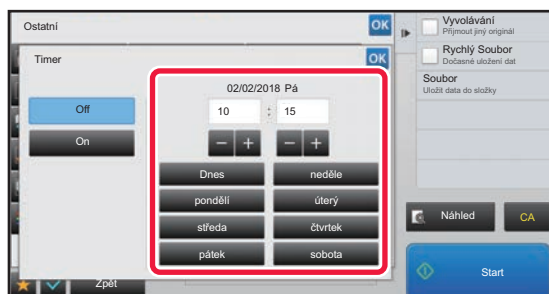 Ostatní
OK
Timer
OK
Off
On
02/02/2018 Pá
10 : 15
Dnes
neděle
pondělí
úterý
středa
čtvrtek
pátek
sobota
Zpět
Vyvolávání
Přijmout jiný originál
Rychlý Soubor
Dočasné uložení dat
Soubor
Uložit data do složky
Náhled
CA
Start